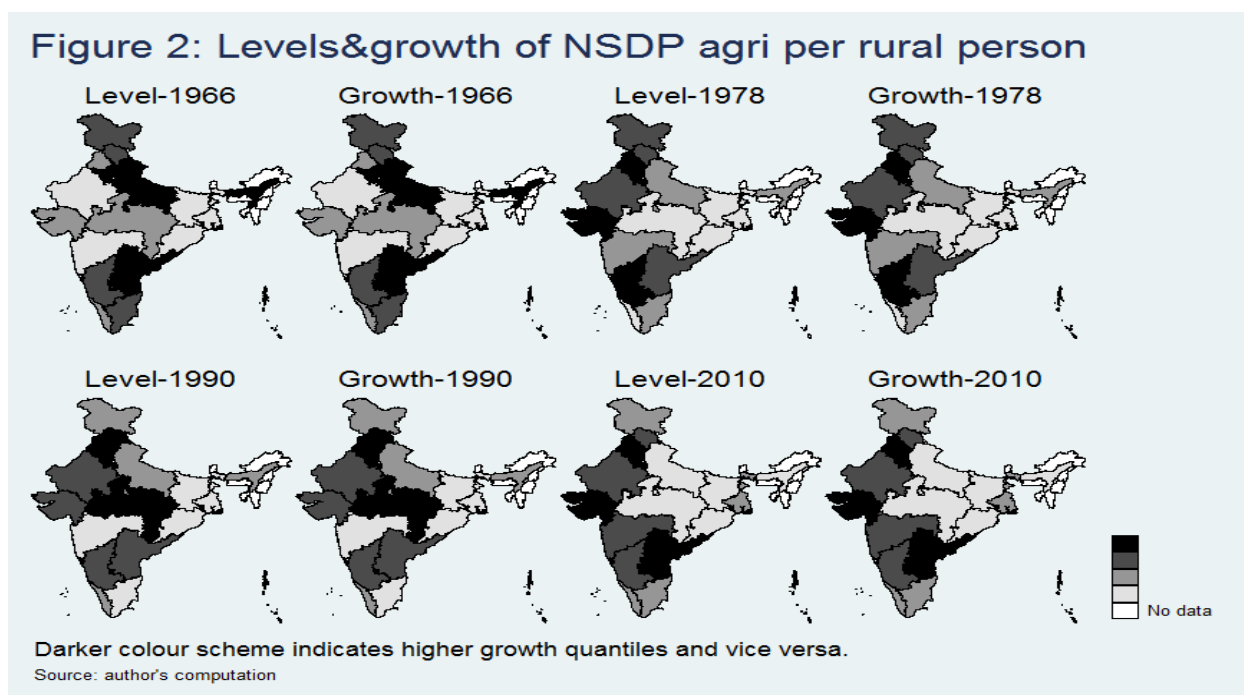 Figure 2: Levels&growth of NSDP agri per rural person
Level-1966
Growth-1966
Level-1978
Growth-1978
Level-1990
Growth-1990
Level-2010
Growth-2010
No data
Darker colour scheme indicates higher growth quantiles and vice versa.
Source: author's computation